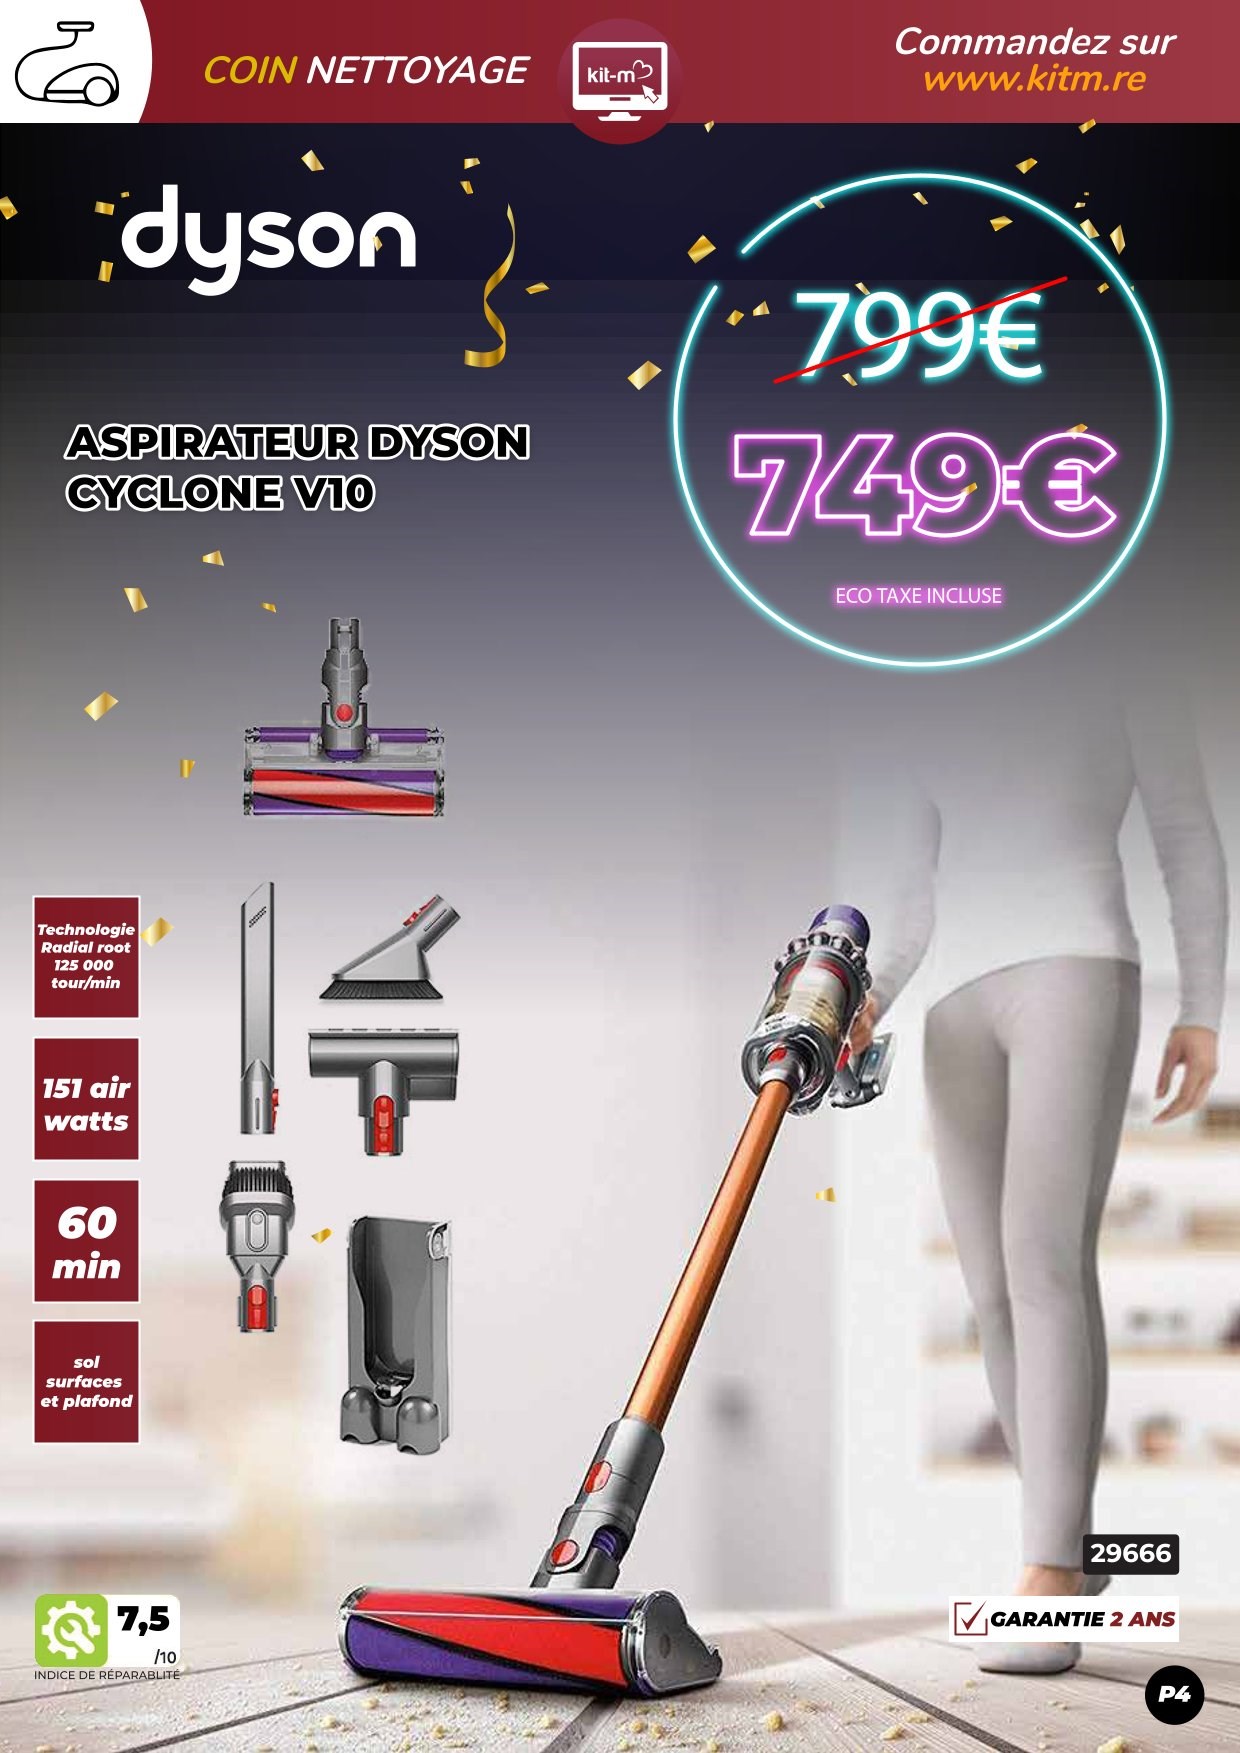 COIN NETTOYAGE
kit-m
Commandez sur
www.kitm.re
dyson
799€
749€
ECO TAXE INCLUSE
ASPIRATEUR DYSON
CYCLONE V10
Technologie
Radial root
125 000
tour/min
151 air
watts
60
min
sol
surfaces
et plafond
29666
GARANTIE 2 ANS
7,5
/10
INDICE DE RÉPARABLITÉ
P4